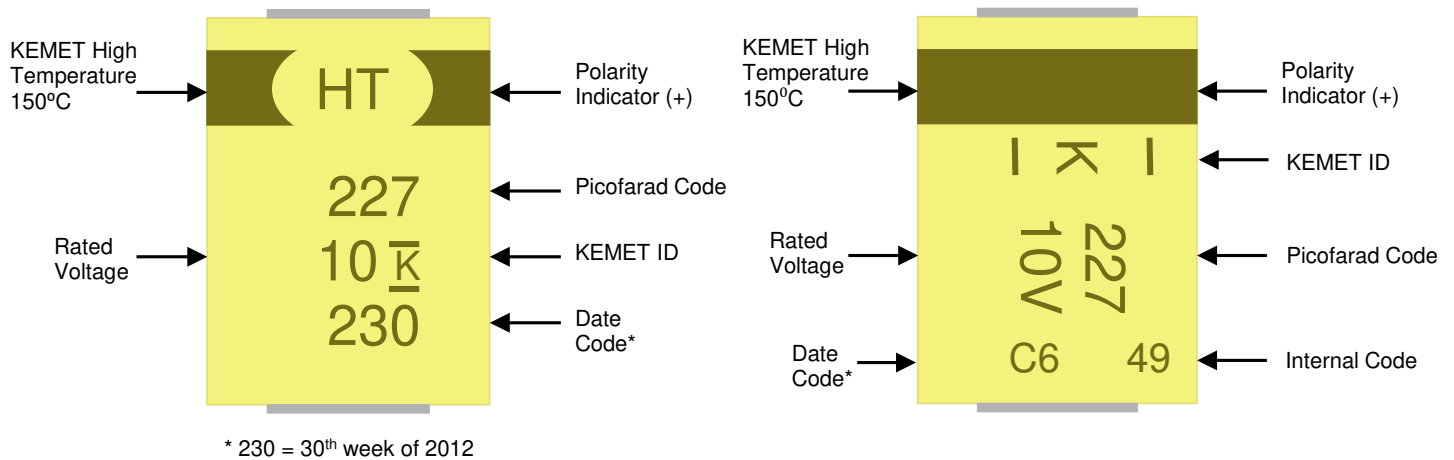 KEMET High
Temperature
150ºC
HT
Polarity
Indicator (+)
227
Picofarad Code
Rated
Voltage
10 K
KEMET ID
230
Date
Code*
* 230 = 30th week of 2012
KEMET High
Temperature
150⁰C
Polarity
Indicator (+)
K
KEMET ID
Rated
Voltage
227
10V
Picofarad Code
Date
Code*
C6 49
Internal Code